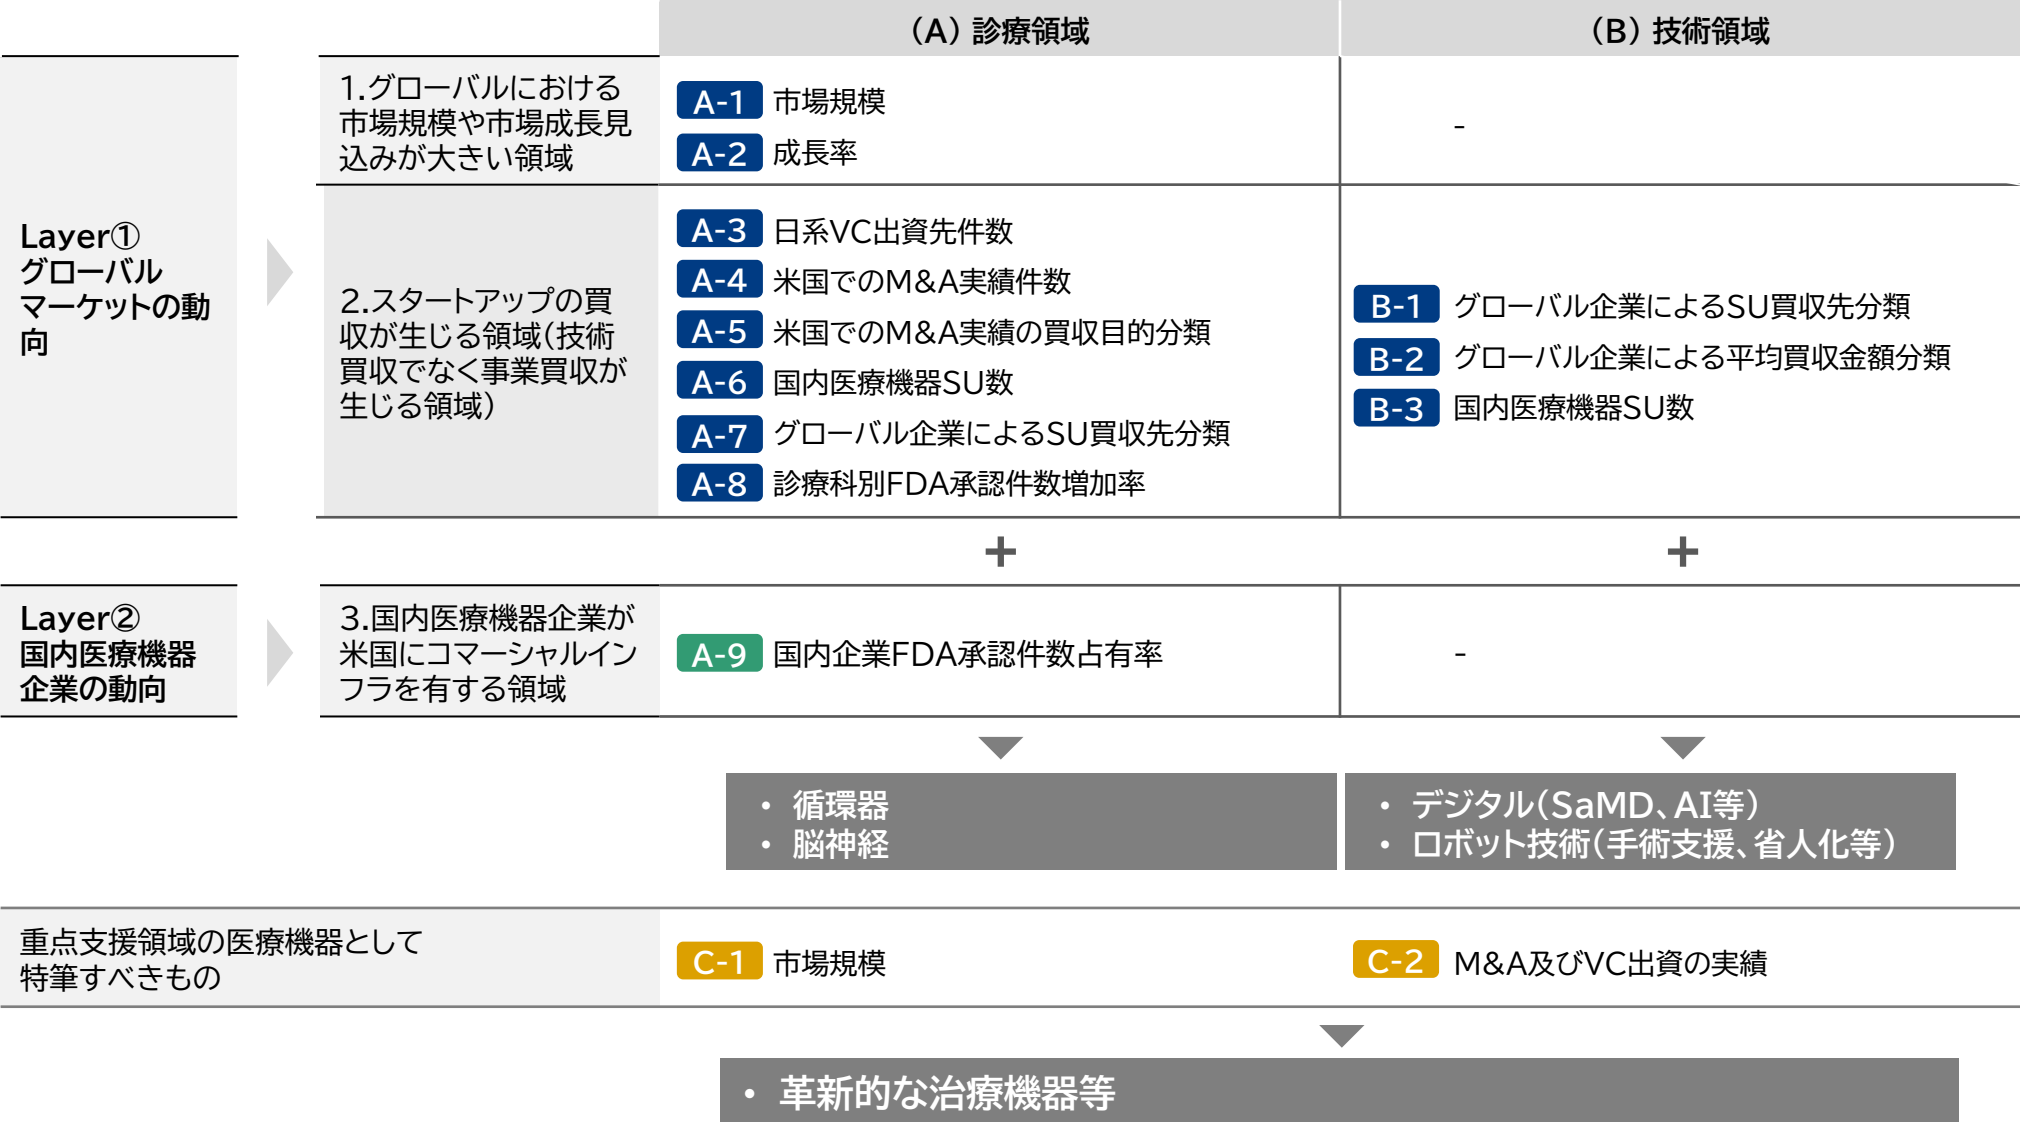 (A) 診療領域
(B) 技術領域
Layer①
グローバル
マーケットの動
向
1.グローバルにおける
市場規模や市場成長見
込みが大きい領域
A-1 市場規模
A-2 成長率
-
2.スタートアップの買
収が生じる領域(技術
買収でなく事業買収が
生じる領域)
A-3 日系VC出資先件数
A-4 米国でのM&A実績件数
A-5 米国でのM&A実績の買収目的分類
A-6 国内医療機器SU数
A-7 グローバル企業によるSU買収先分類
A-8 診療科別FDA承認件数増加率
B-1 グローバル企業によるSU買収先分類
B-2 グローバル企業による平均買収金額分類
B-3 国内医療機器SU数
+
+
Layer②
国内医療機器
企業の動向
3.国内医療機器企業が
米国にコマーシャルイン
フラを有する領域
A-9 国内企業FDA承認件数占有率
-
• 循環器
• 脳神経
• デジタル(SaMD、AI等)
• ロボット技術(手術支援、省人化等)
重点支援領域の医療機器として
特筆すべきもの
C-1 市場規模
C-2 M&A及びVC出資の実績
• 革新的な治療機器等